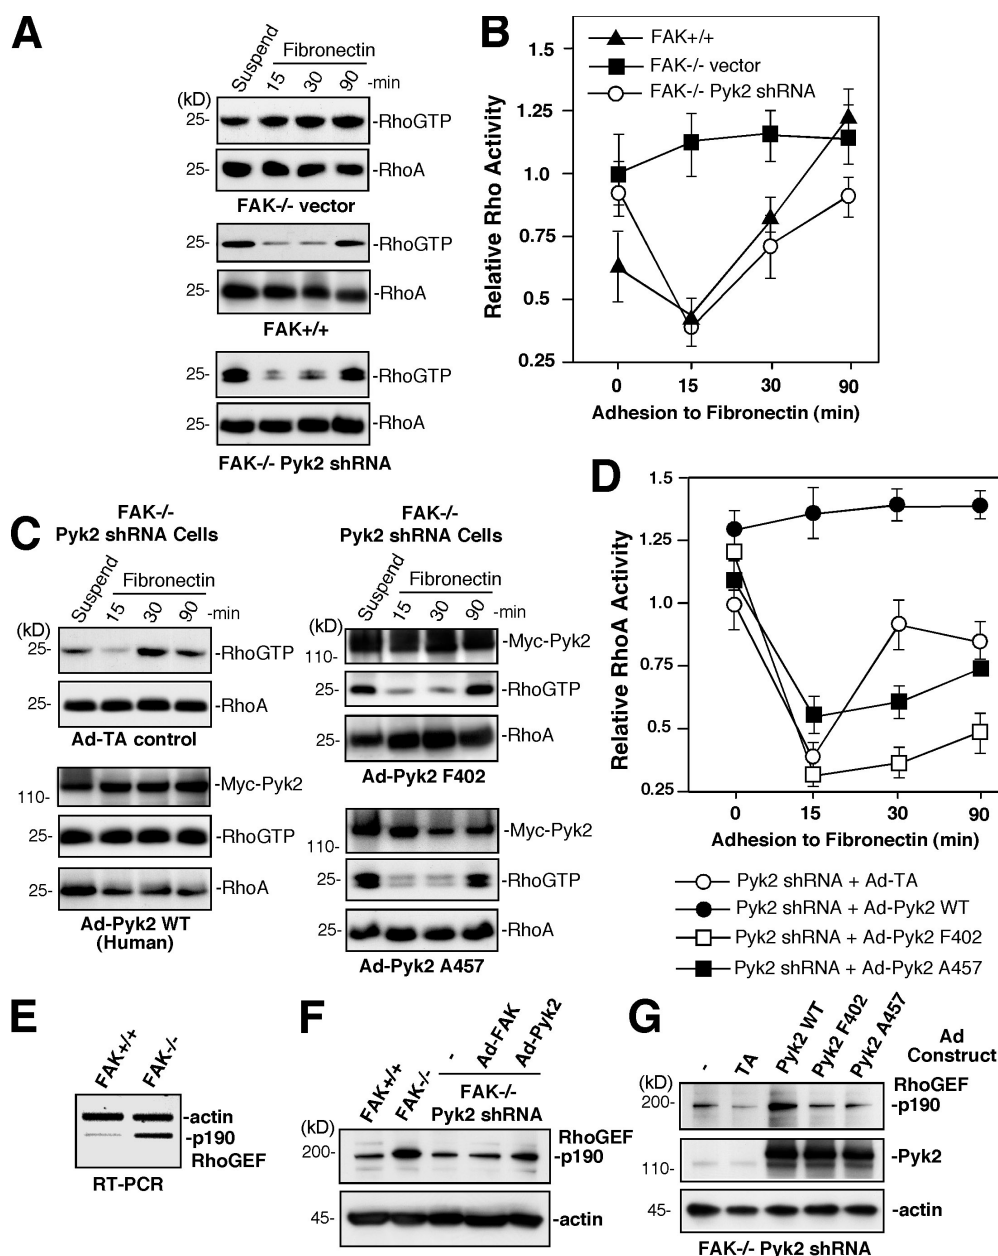 A
Suspend
Fibronectin
15 30 90 -min
(kD)
25- -RhoGTP
25- -RhoA
FAK-/- vector
25- -RhoGTP
25- -RhoA
FAK+/+
25- -RhoGTP
25- -RhoA
FAK-/- Pyk2 shRNA
B
FAK+/+
FAK-/- vector
FAK-/- Pyk2 shRNA
Relative Rho Activity
1.5
1.25
1.0
0.75
0.5
0.25
0 15 30 90
Adhesion to Fibronectin (min)
C
FAK-/-
Pyk2 shRNA Cells
Suspend
Fibronectin
15 30 90 -min
(kD)
25- -RhoGTP
25- -RhoA
Ad-TA control
110- -Myc-Pyk2
25- -RhoGTP
25- -RhoA
Ad-Pyk2 WT
(Human)
FAK-/-
Pyk2 shRNA Cells
Suspend
Fibronectin
15 30 90 -min
(kD)
110- -Myc-Pyk2
25- -RhoGTP
25- -RhoA
Ad-Pyk2 F402
110- -Myc-Pyk2
25- -RhoGTP
25- -RhoA
Ad-Pyk2 A457
D
Relative RhoA Activity
1.5
1.25
1.0
0.75
0.5
0.25
0 15 30 90
Adhesion to Fibronectin (min)
Pyk2 shRNA + Ad-TA
Pyk2 shRNA + Ad-Pyk2 WT
Pyk2 shRNA + Ad-Pyk2 F402
Pyk2 shRNA + Ad-Pyk2 A457
E
FAK+/+ FAK-/-
-actin
-p190
RhoGEF
RT-PCR
F
FAK+/+ FAK-/- - Ad-FAK Ad-Pyk2
FAK-/-
Pyk2 shRNA
(kD)
RhoGEF
200- -p190
45- -actin
G
- TA Pyk2 WT Pyk2 F402 Pyk2 A457
Ad
Construct
(kD)
RhoGEF
200- -p190
-Pyk2
110-
45- -actin
FAK-/- Pyk2 shRNA